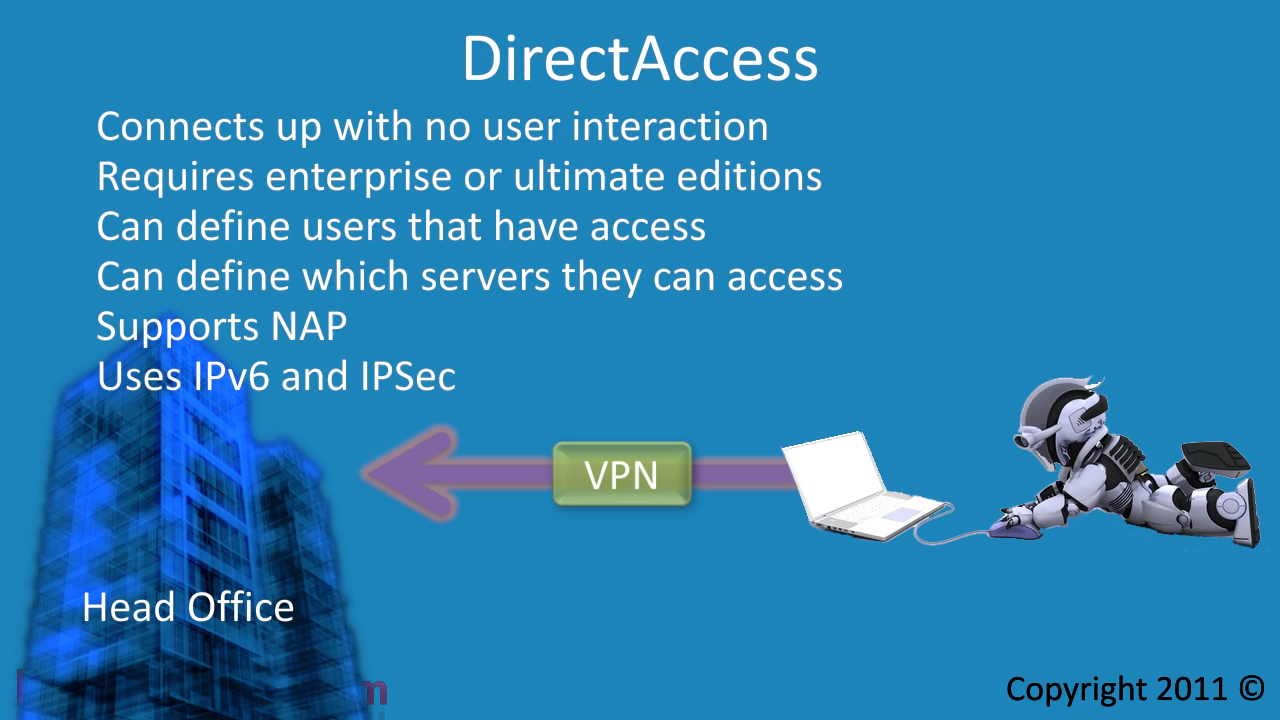 DirectAccess
Connects up with no user interaction
Requires enterprise or ultimate editions
Can define users that have access
Can define which servers they can access
Supports NAP
Uses IPv6 and IPSec
VPN
Head Office
Copyright 2011 ©